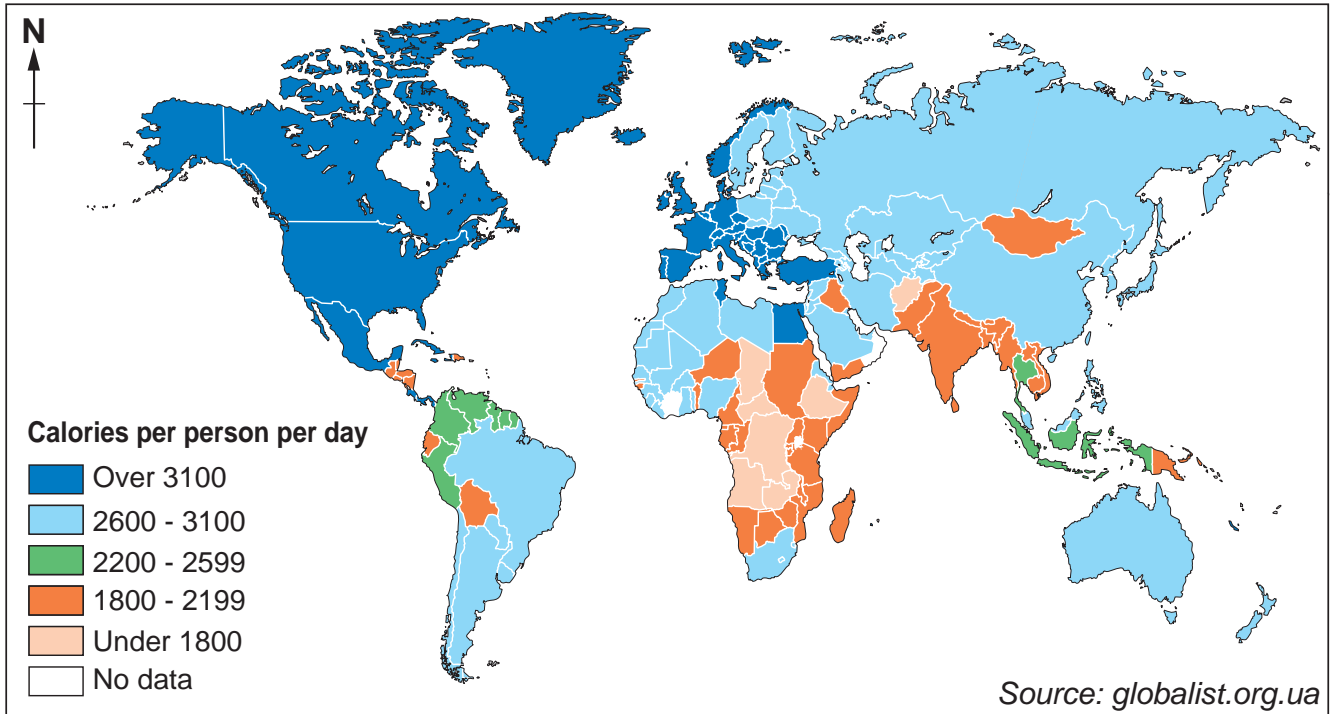 N
Calories per person per day
Over 3100
2600 - 3100
2200 - 2599
1800 - 2199
Under 1800
No data
Source: globalist.org.ua